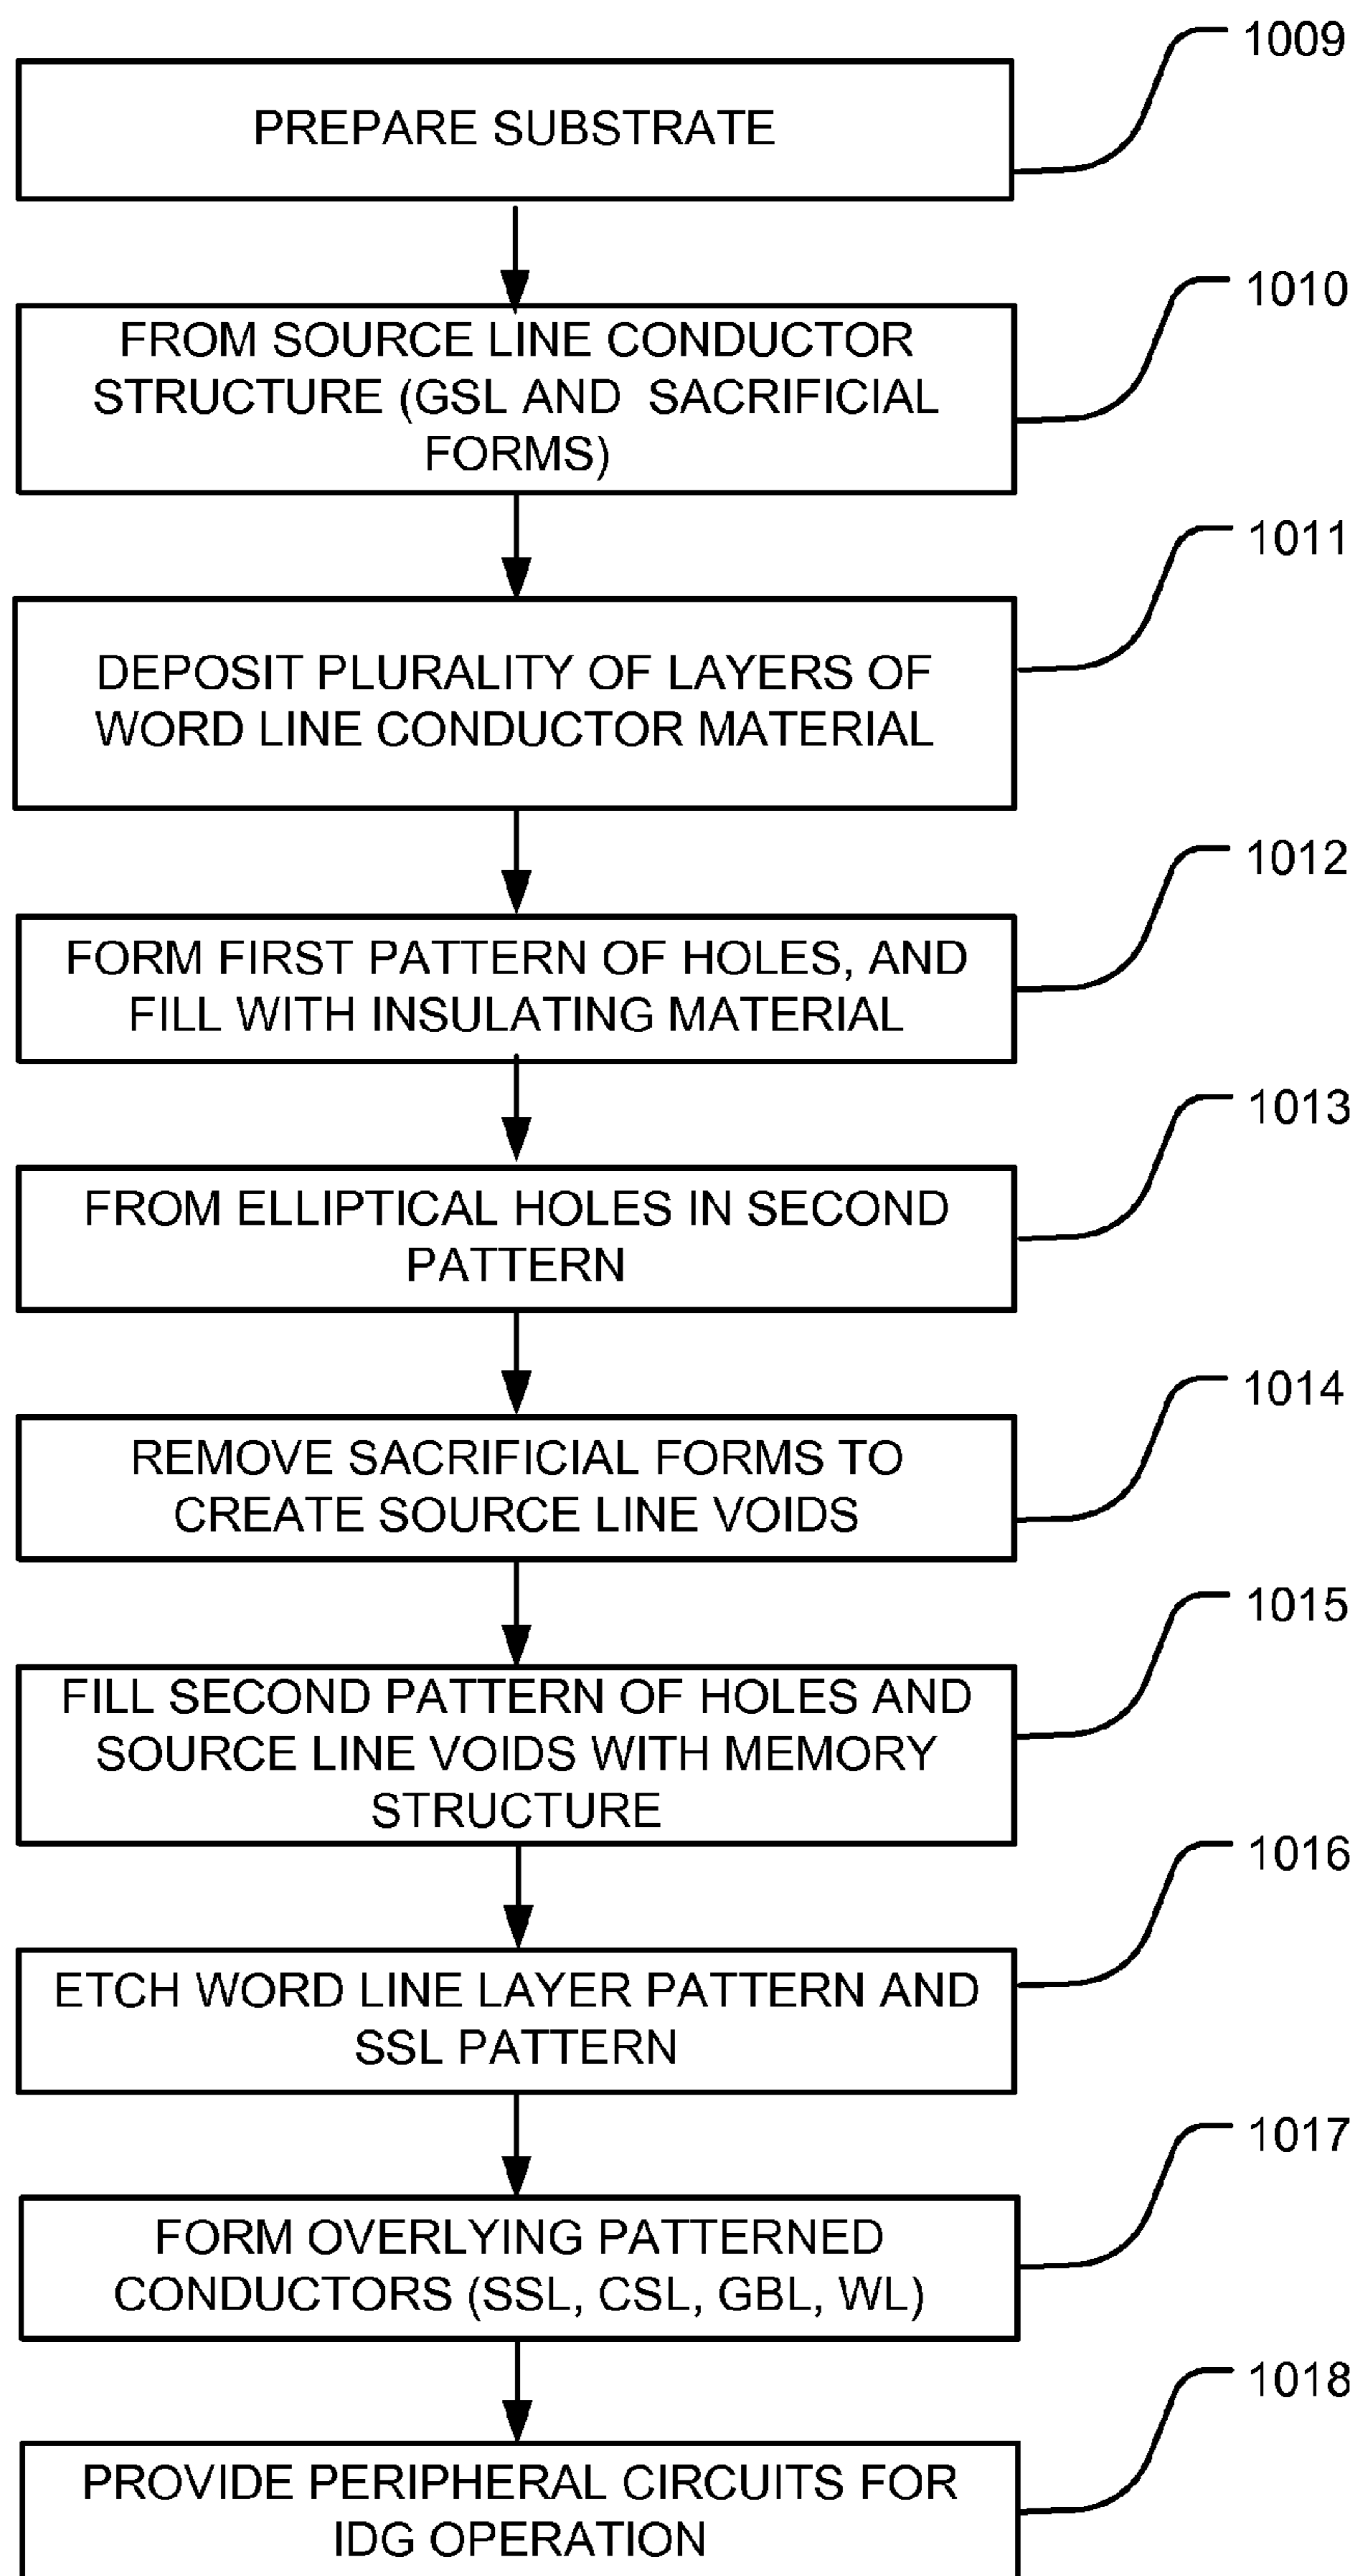 1009
PREPARE SUBSTRATE
1010
FROM SOURCE LINE CONDUCTOR
STRUCTURE (GSL AND SACRIFICIAL
FORMS)
1011
DEPOSIT PLURALITY OF LAYERS OF
WORD LINE CONDUCTOR MATERIAL
1012
FORM FIRST PATTERN OF HOLES, AND
FILL WITH INSULATING MATERIAL
1013
FROM ELLIPTICAL HOLES IN SECOND
PATTERN
1014
REMOVE SACRIFICIAL FORMS TO
CREATE SOURCE LINE VOIDS
1015
FILL SECOND PATTERN OF HOLES AND
SOURCE LINE VOIDS WITH MEMORY
STRUCTURE
1016
ETCH WORD LINE LAYER PATTERN AND
SSL PATTERN
1017
FORM OVERLYING PATTERNED
CONDUCTORS (SSL, CSL, GBL, WL)
1018
PROVIDE PERIPHERAL CIRCUITS FOR
IDG OPERATION